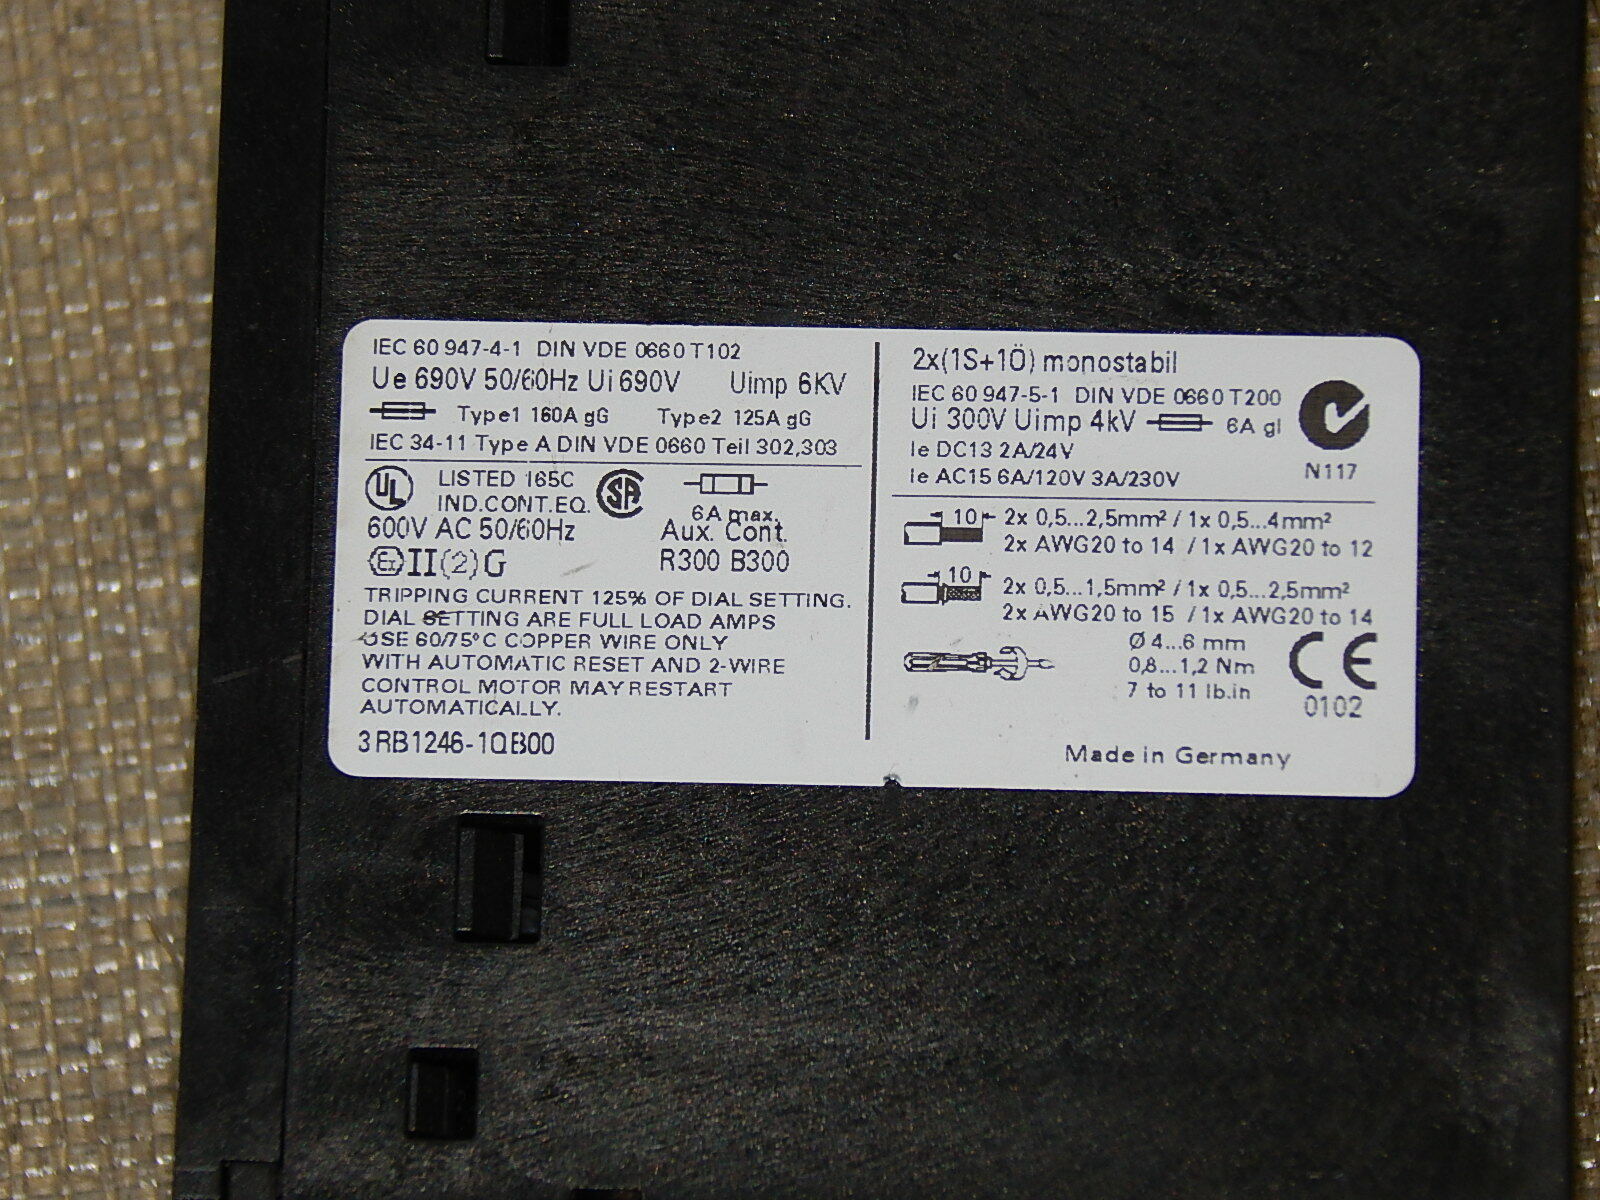 IEC 60 947-4-1 DIN VDE 0660 T102
Ue 690V 50/60Hz Ui 690V Uimp 6KV
Type1 160A gG Type2 125A gG
IEC 34-11 Type A DIN VDE 0660 Teil 302,303
UL LISTED 165C
IND.CONT.EQ.
SA
6A max.
600V AC 50/60Hz Aux. Cont.
Ex II(2)G R300 B300
TRIPPING CURRENT 125% OF DIAL SETTING.
DIAL SETTING ARE FULL LOAD AMPS
USE 60/75°C COPPER WIRE ONLY
WITH AUTOMATIC RESET AND 2-WIRE
CONTROL MOTOR MAY RESTART
AUTOMATICALLY.
3RB1246-1QB00
2x(1S+1Ö) monostabil
IEC 60 947-5-1 DIN VDE 0660 T200
Ui 300V Uimp 4kV 6A gl
Ie DC13 2A/24V
Ie AC15 6A/120V 3A/230V
N117
10 2x 0,5...2,5mm² / 1x 0,5...4mm²
2x AWG20 to 14 / 1x AWG20 to 12
10 2x 0,5...1,5mm² / 1x 0,5...2,5mm²
2x AWG20 to 15 / 1x AWG20 to 14
Ø 4...6 mm
0,8...1,2 Nm
7 to 11 lb.in
CE
0102
Made in Germany